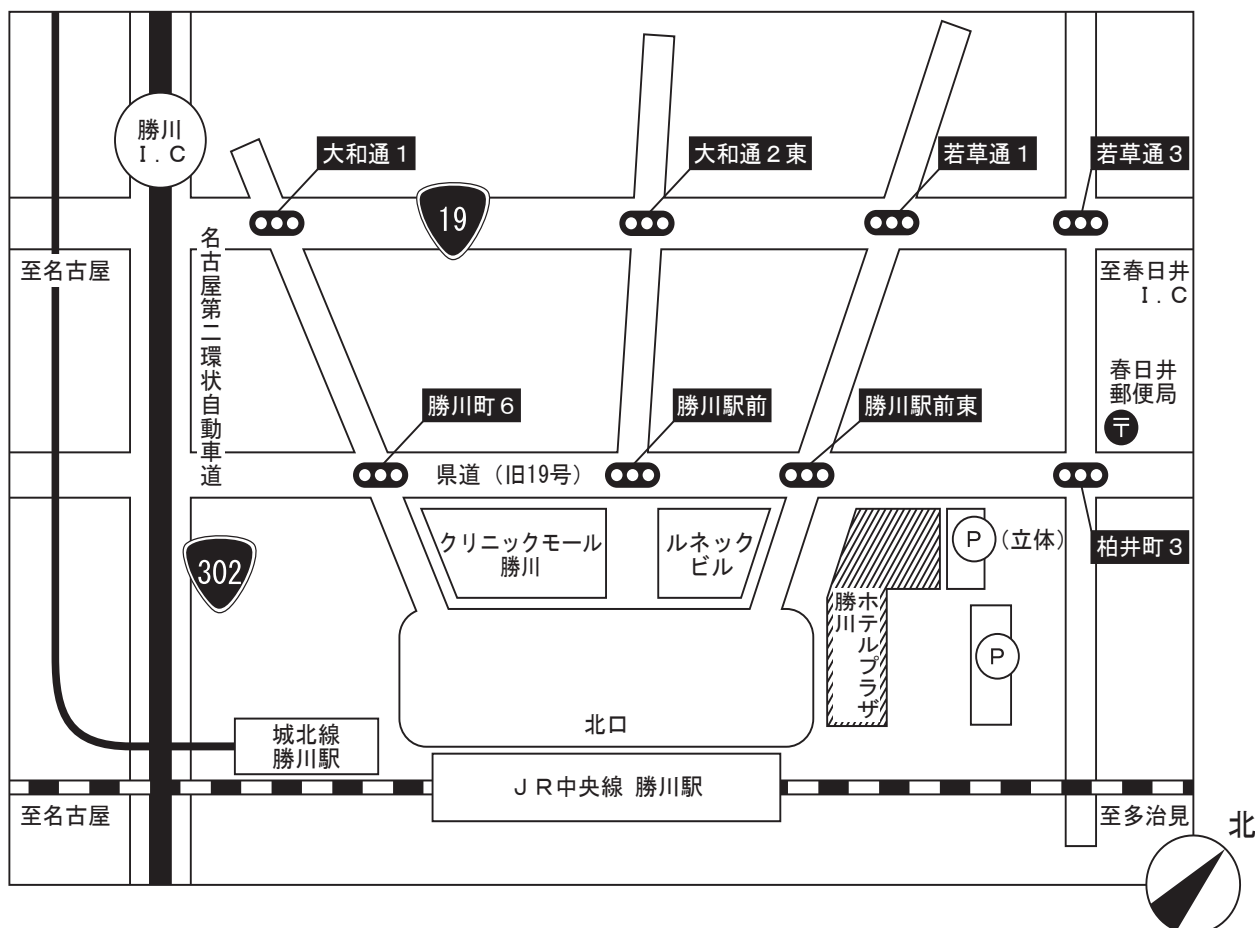 勝川
I．C
大和通１
大和通２東
若草通１
若草通３
19
至名古屋
名古屋第二環状自動車道
至春日井
I．C
春日井
郵便局
〒
勝川町６
勝川駅前
勝川駅前東
県道（旧19号）
柏井町３
302
クリニックモール
勝川
ルネック
ビル
P
（立体）
ホテルプラザ
勝川
P
北口
城北線
勝川駅
ＪＲ中央線 勝川駅
至名古屋
至多治見
北